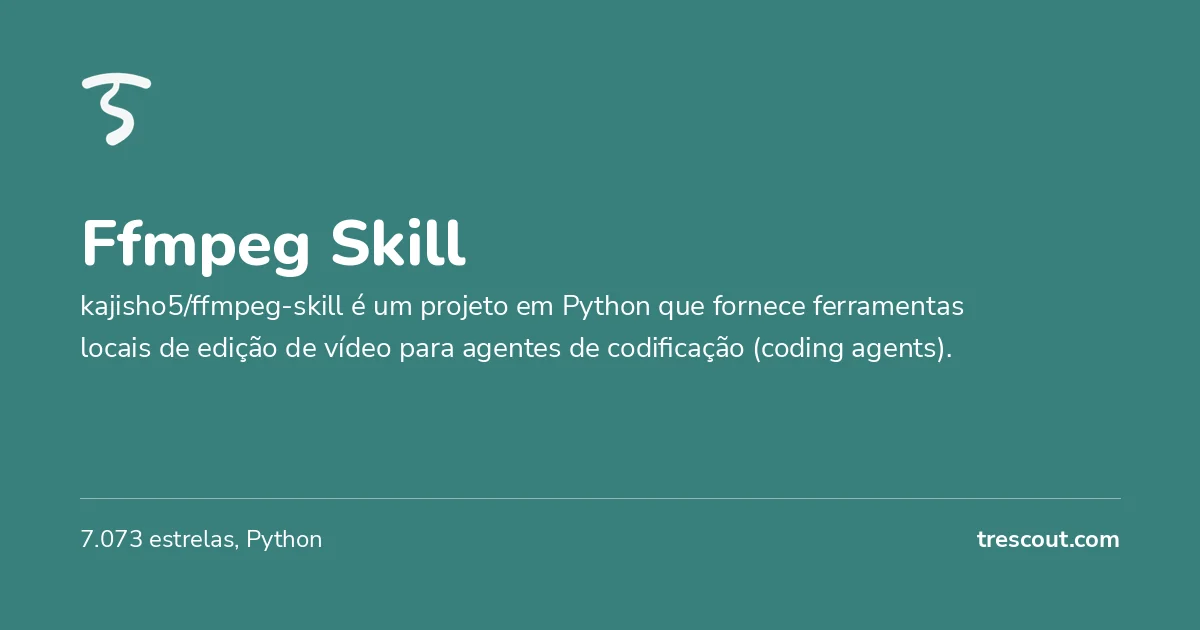 Ffmpeg Skill
kajisho5/ffmpeg-skill é um projeto em Python que fornece ferramentas
locais de edição de vídeo para agentes de codificação (coding agents).
7.073 estrelas, Python
trescout.com